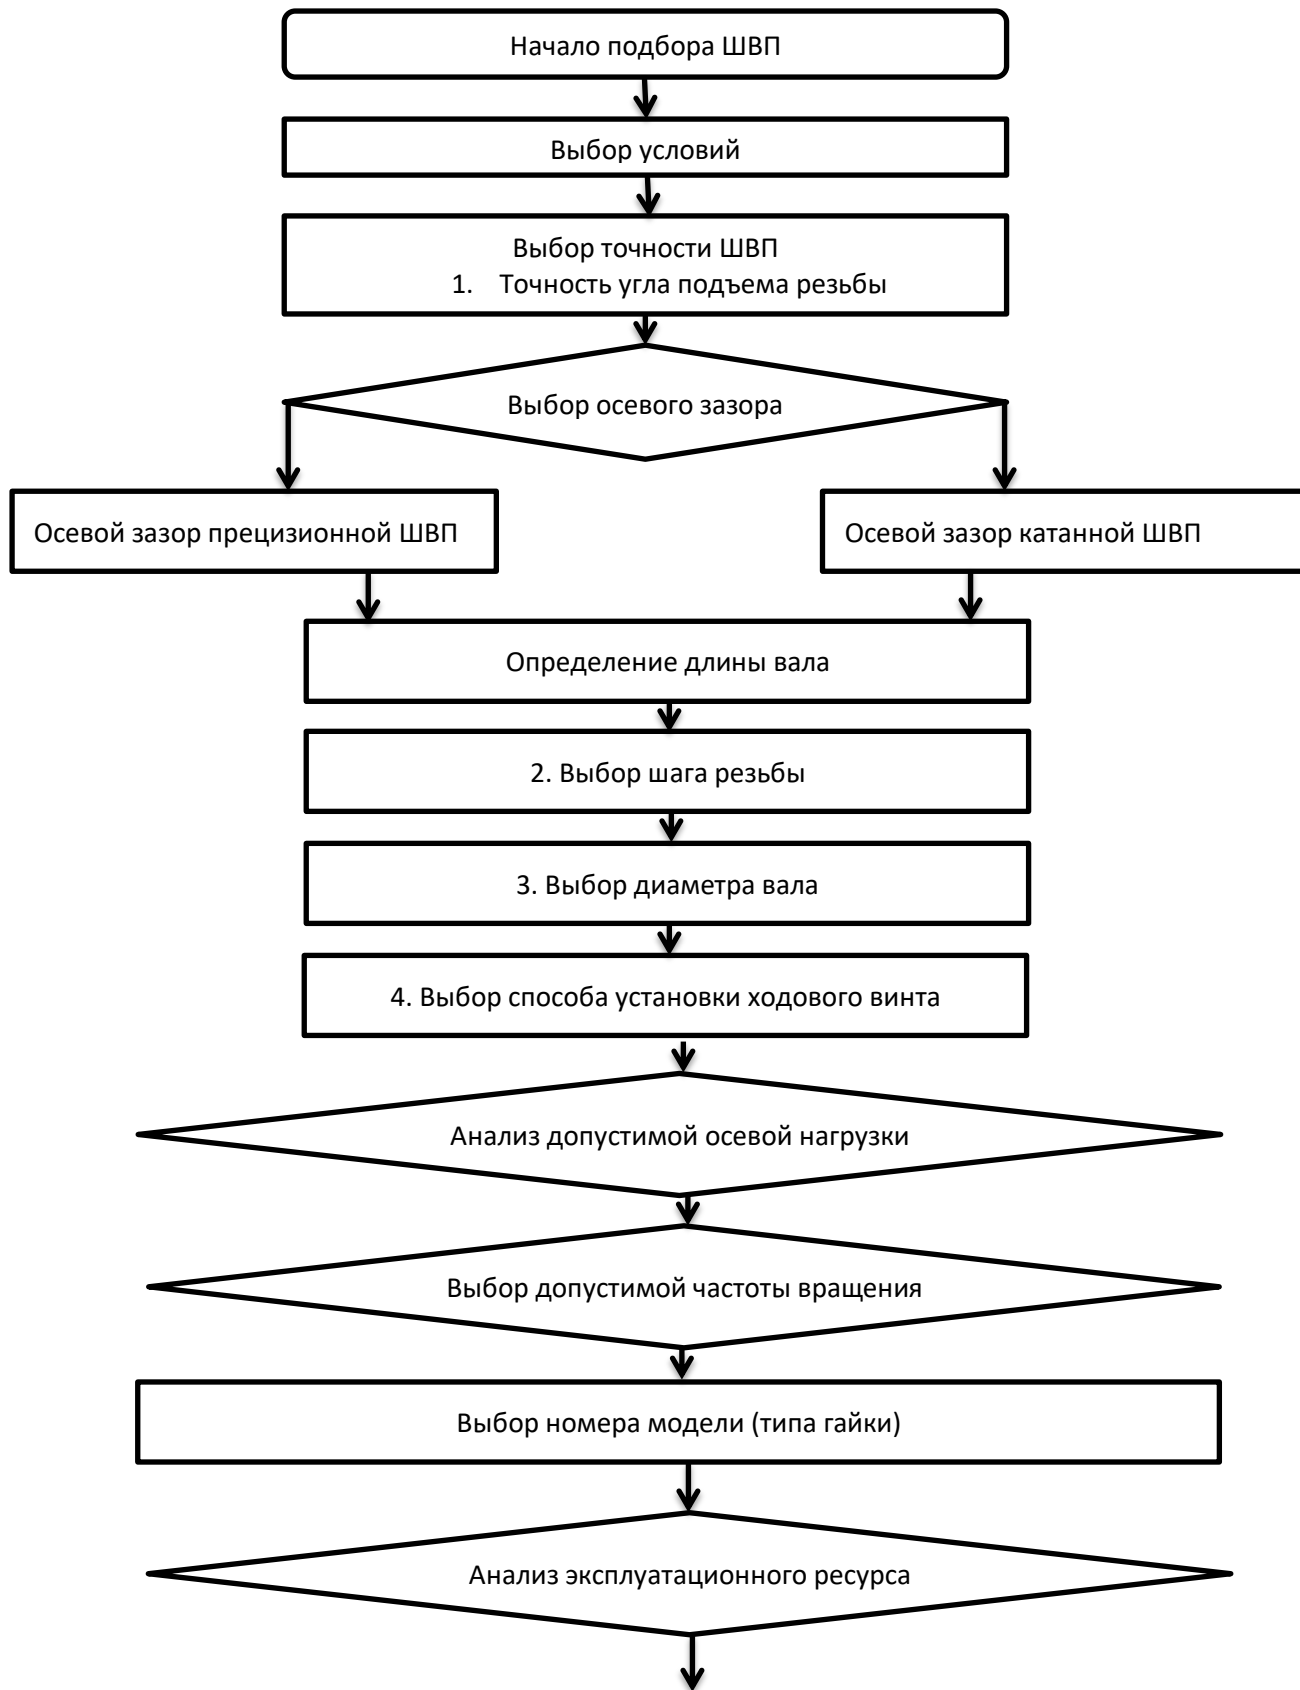 Начало подбора ШВП
Выбор условий
Выбор точности ШВП
1. Точность угла подъема резьбы
Выбор осевого зазора
Осевой зазор прецизионной ШВП
Осевой зазор катанной ШВП
Определение длины вала
2. Выбор шага резьбы
3. Выбор диаметра вала
4. Выбор способа установки ходового винта
Анализ допустимой осевой нагрузки
Выбор допустимой частоты вращения
Выбор номера модели (типа гайки)
Анализ эксплуатационного ресурса